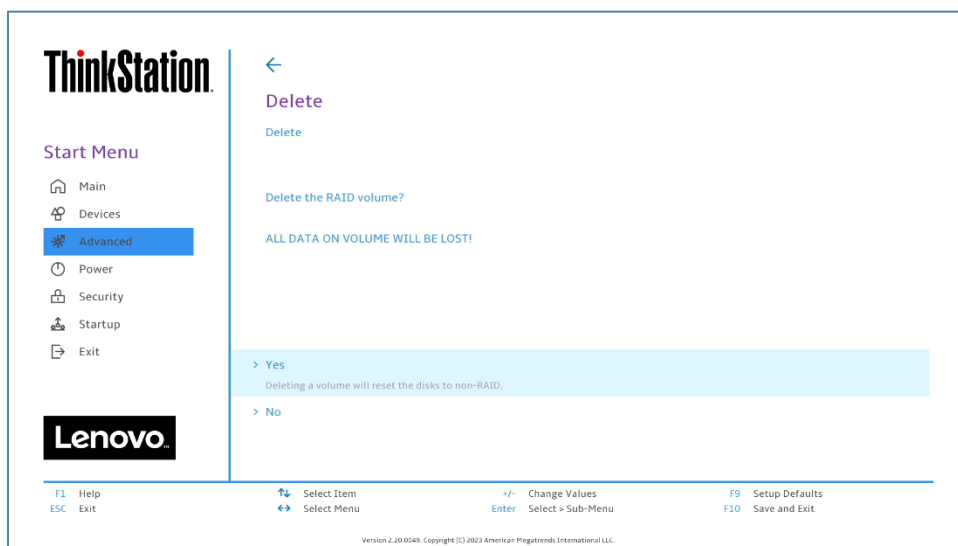 ThinkStation.
Start Menu
Main
Devices
Advanced
Power
Security
Startup
Exit
Lenovo™
Delete
Delete
Delete the RAID volume?
ALL DATA ON VOLUME WILL BE LOST!
> Yes
Deleting a volume will reset the disks to non-RAID.
> No
F1 Help ↑↓ Select Item +/- Change Values F9 Setup Defaults
ESC Exit ↔ Select Menu Enter Select > Sub-Menu F10 Save and Exit
Version 2.20.0049. Copyright (C) 2023 American Megatrends International LLC.